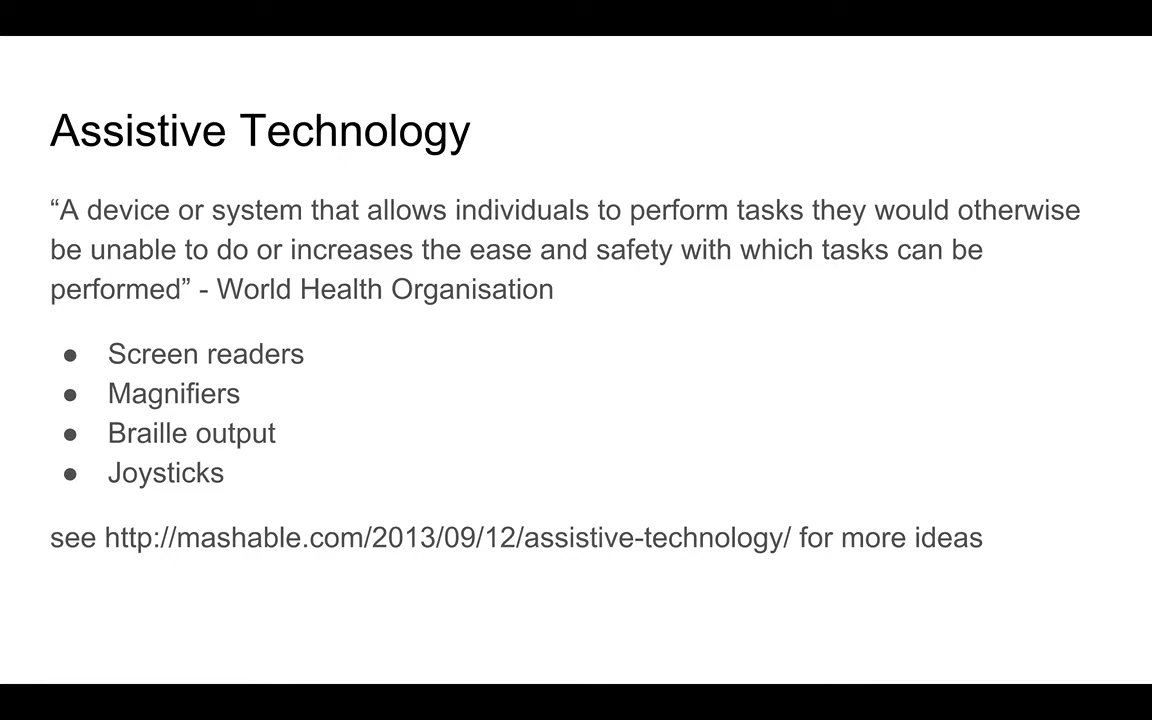 Assistive Technology
“A device or system that allows individuals to perform tasks they would otherwise
be unable to do or increases the ease and safety with which tasks can be
performed” - World Health Organisation
● Screen readers
● Magnifiers
● Braille output
● Joysticks
see http://mashable.com/2013/09/12/assistive-technology/ for more ideas